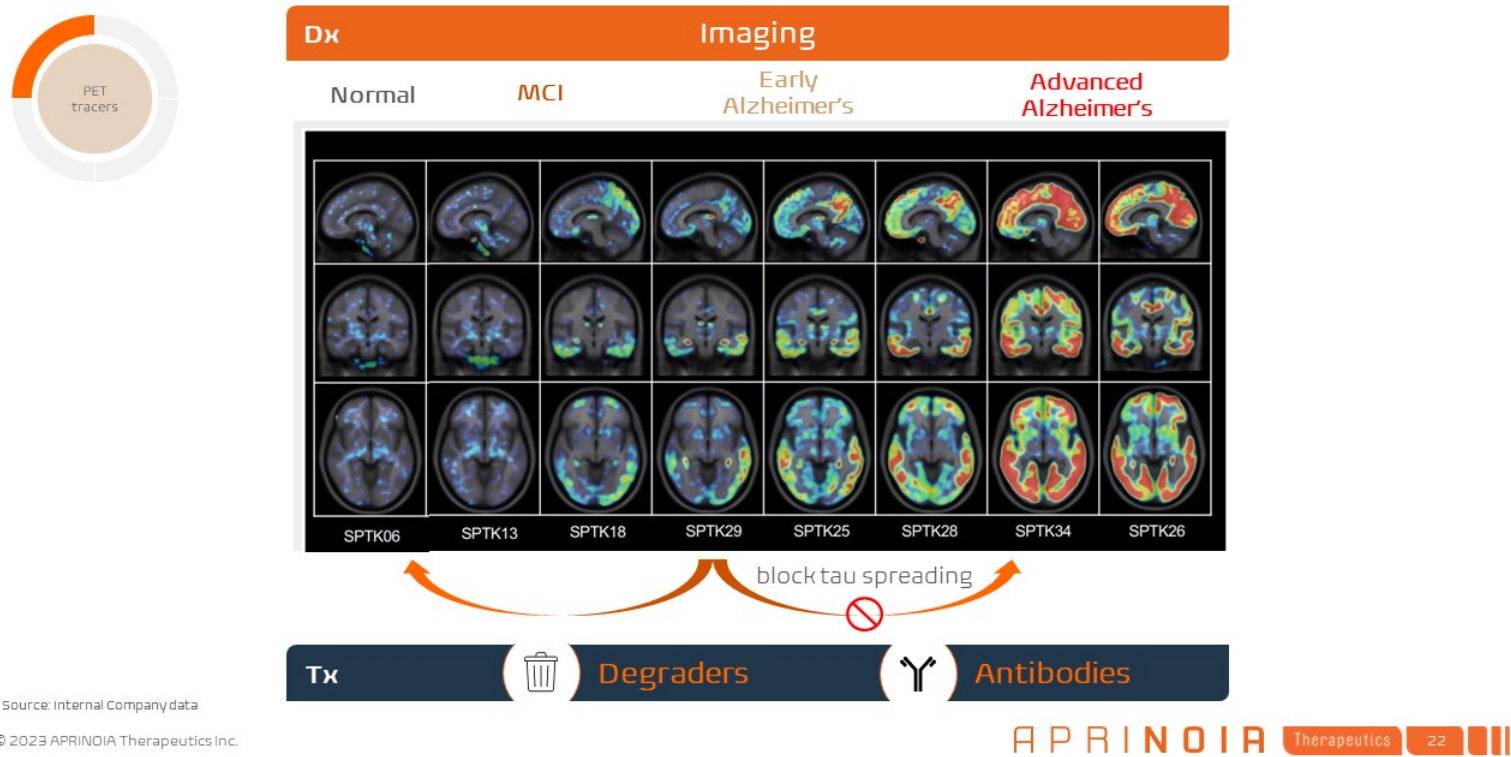 PET
tracers
Dx
Imaging
Normal
MCI
Early
Alzheimer's
Advanced
Alzheimer's
SPTK06
SPTK13
SPTK18
SPTK29
SPTK25
SPTK28
SPTK34
SPTK26
block tau spreading
Tx
Degraders
Antibodies
Source: Internal Company data
© 2023 APRINOIA Therapeutics Inc.
APRINOIA Therapeutics 22